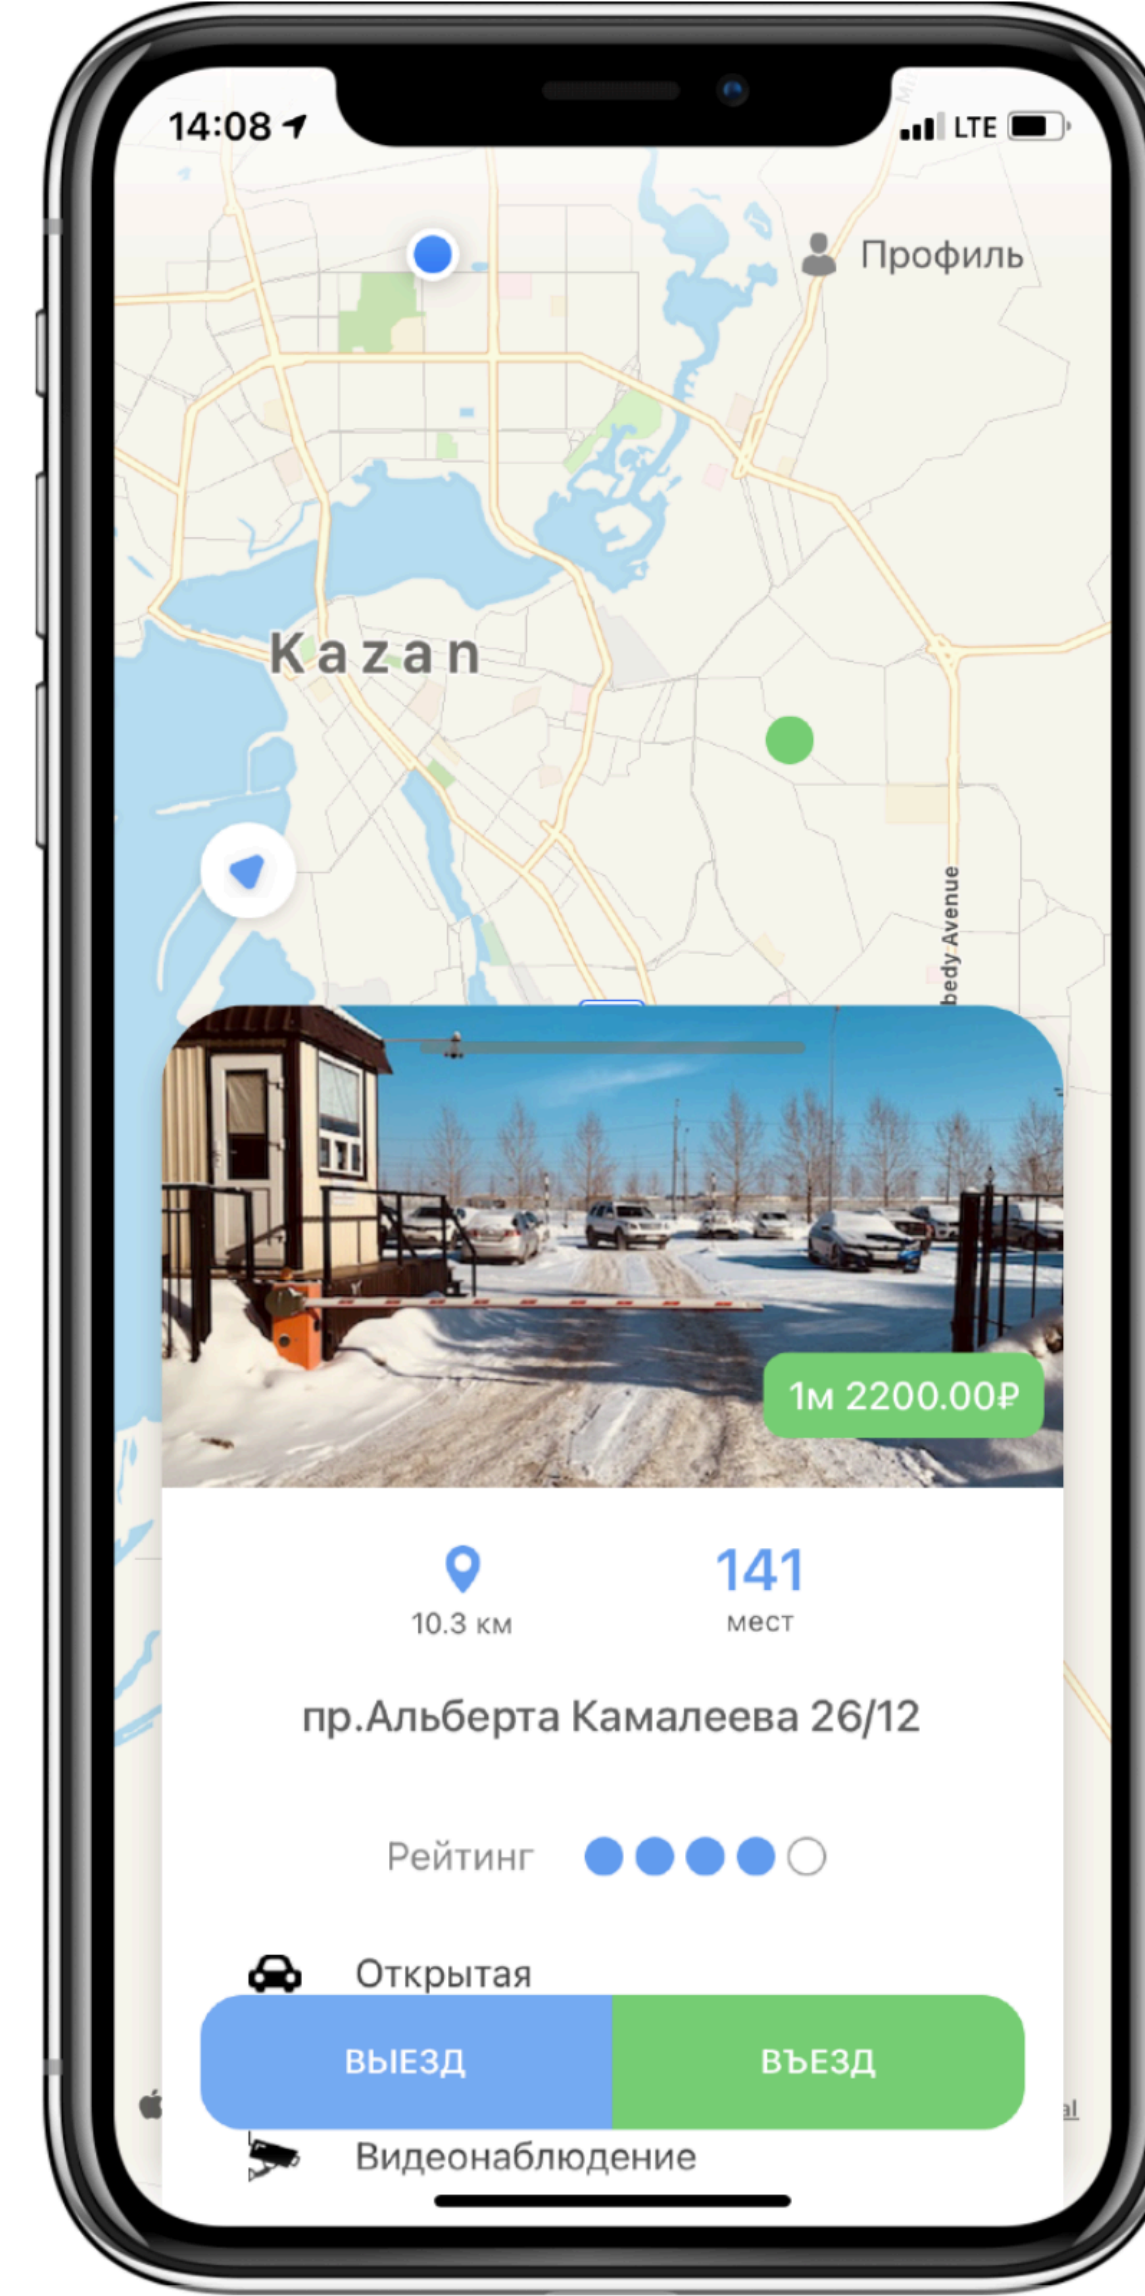 14:08
LTE
Профиль
Kazan
bedy Avenue
1м 2200.00₽
10.3 км
141
мест
пр.Альберта Камалеева 26/12
Рейтинг
Открытая
ВЫЕЗД
ВЪЕЗД
al
Видеонаблюдение